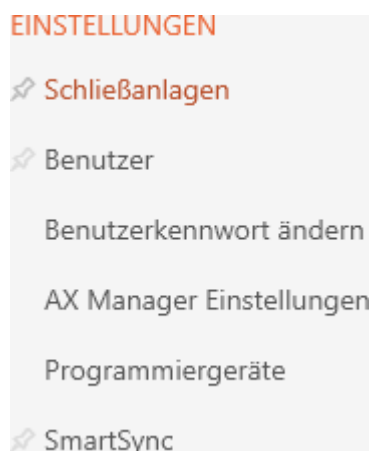 EINSTELLUNGEN
Schließanlagen
Benutzer
Benutzerkennwort ändern
AX Manager Einstellungen
Programmiergeräte
SmartSync